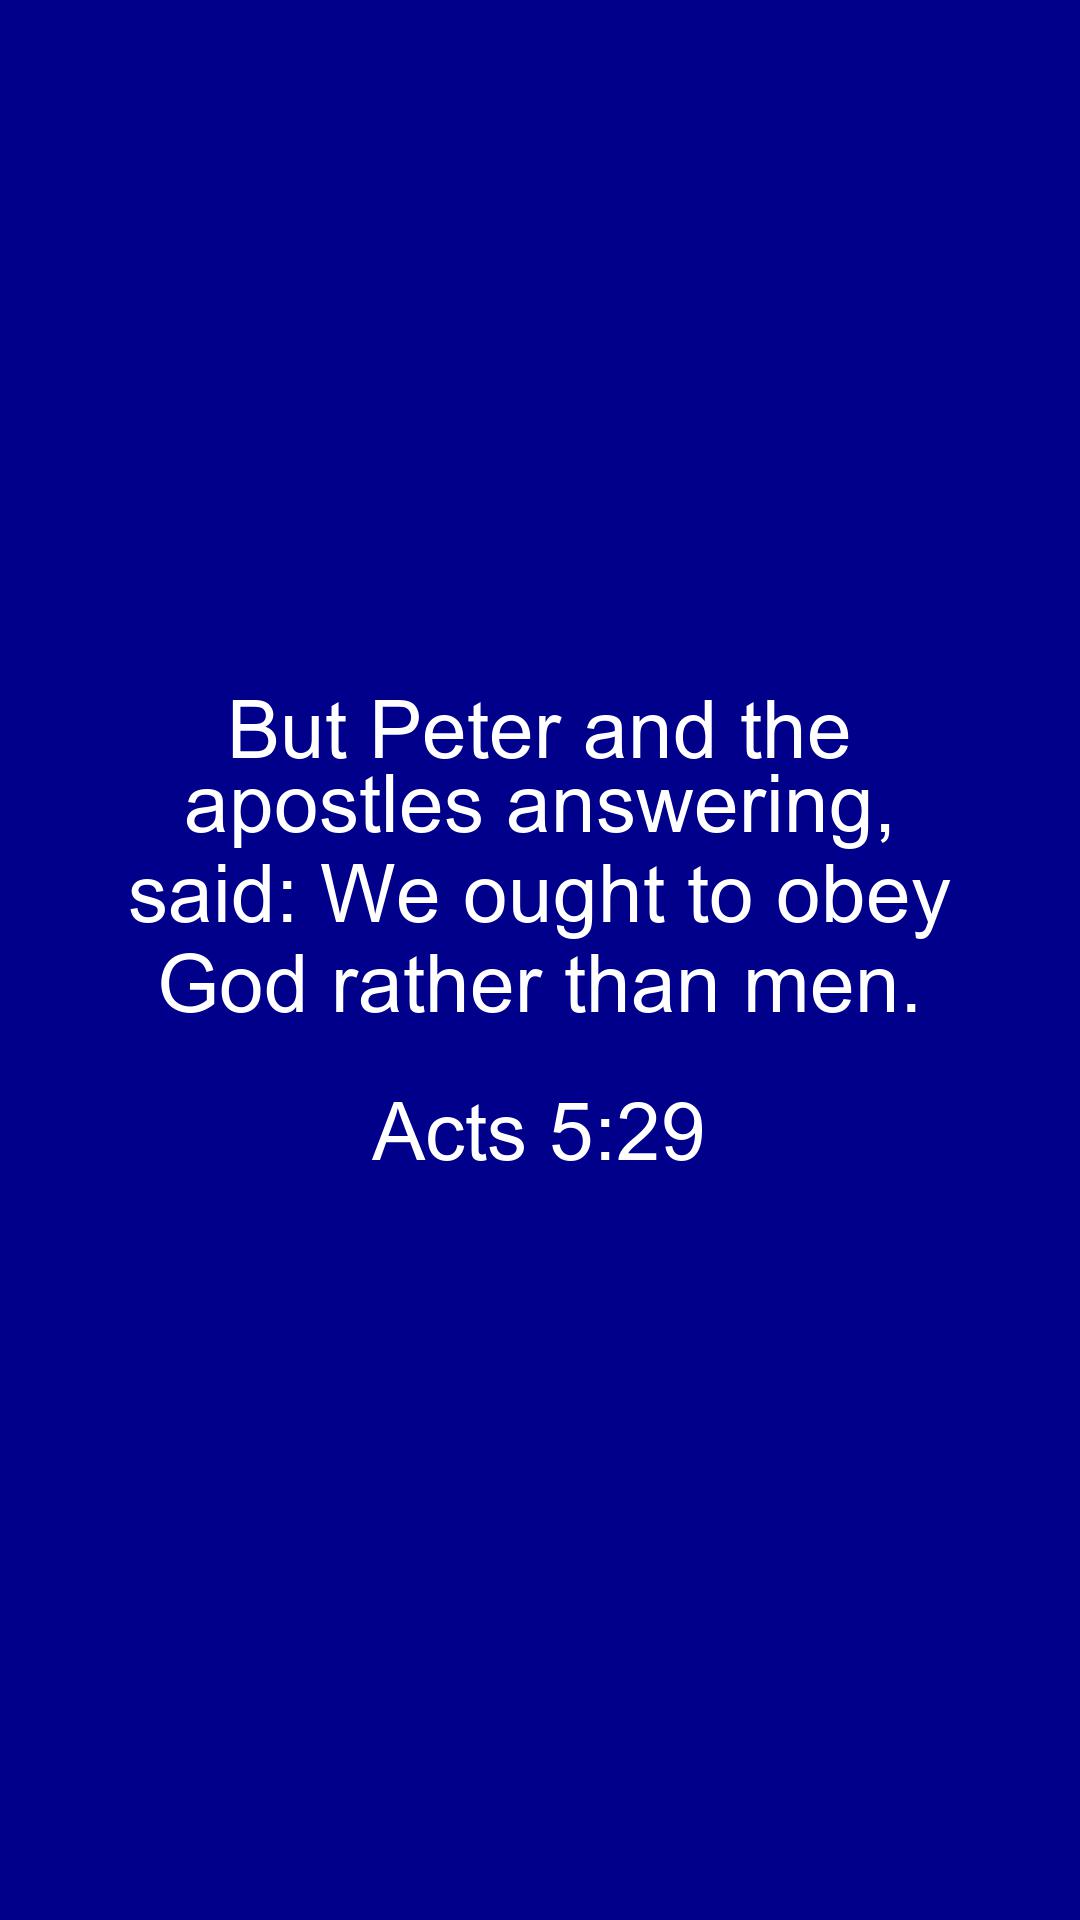 But Peter and the
apostles answering,
said: We ought to obey
God rather than men.
Acts 5:29